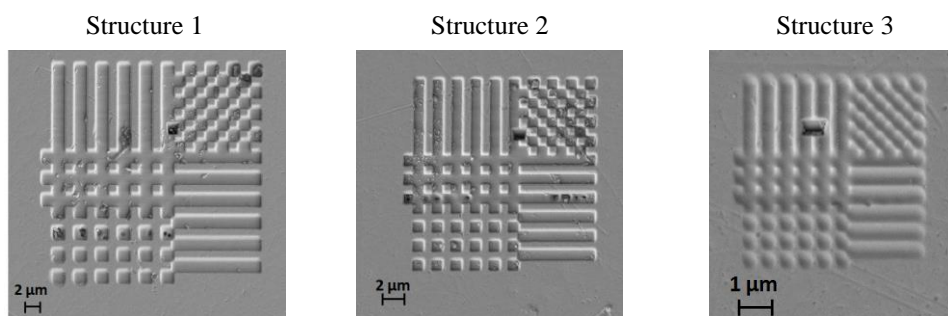 Structure 1
Structure 2
Structure 3
2 μm
2 μm
1 μm